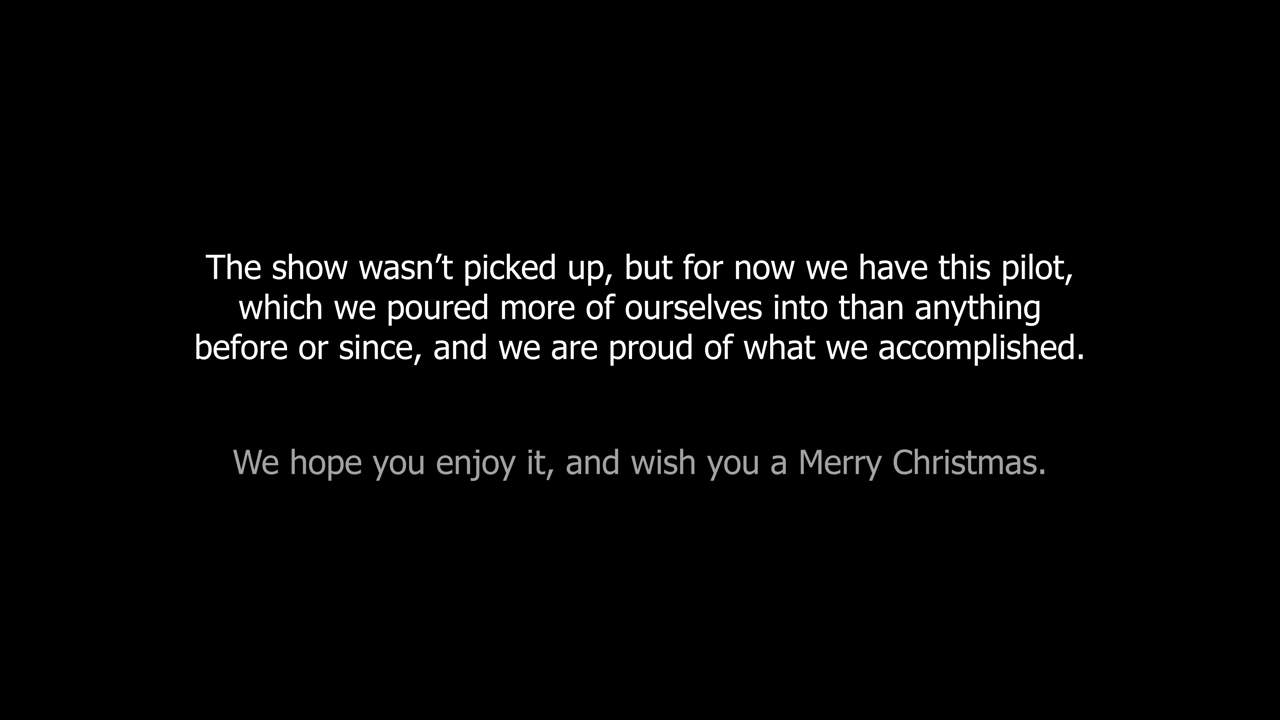 The show wasn’t picked up, but for now we have this pilot,
which we poured more of ourselves into than anything
before or since, and we are proud of what we accomplished.
We hope you enjoy it, and wish you a Merry Christmas.